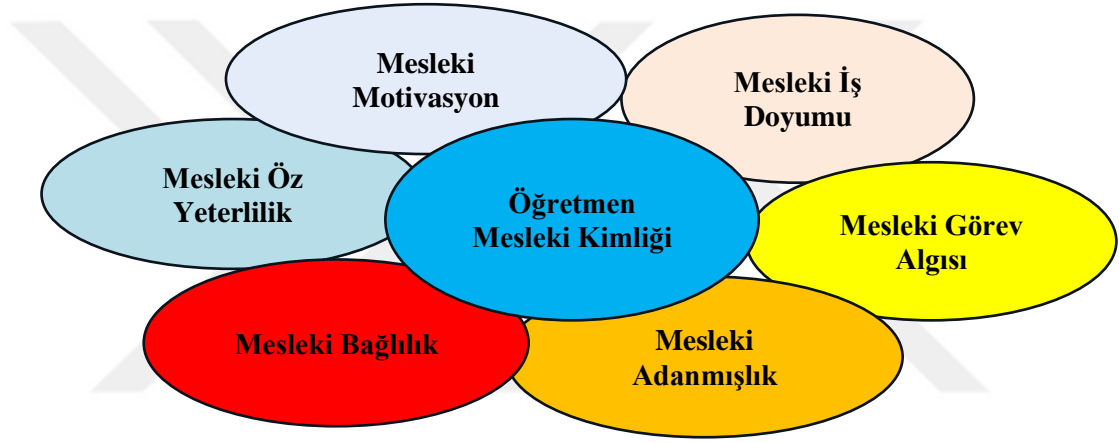 Mesleki
Motivasyon
Mesleki İş
Doyumu
Mesleki Öz
Yeterlilik
Öğretmen
Mesleki Kimliği
Mesleki Görev
Algısı
Mesleki Bağlılık
Mesleki
Adanmışlık